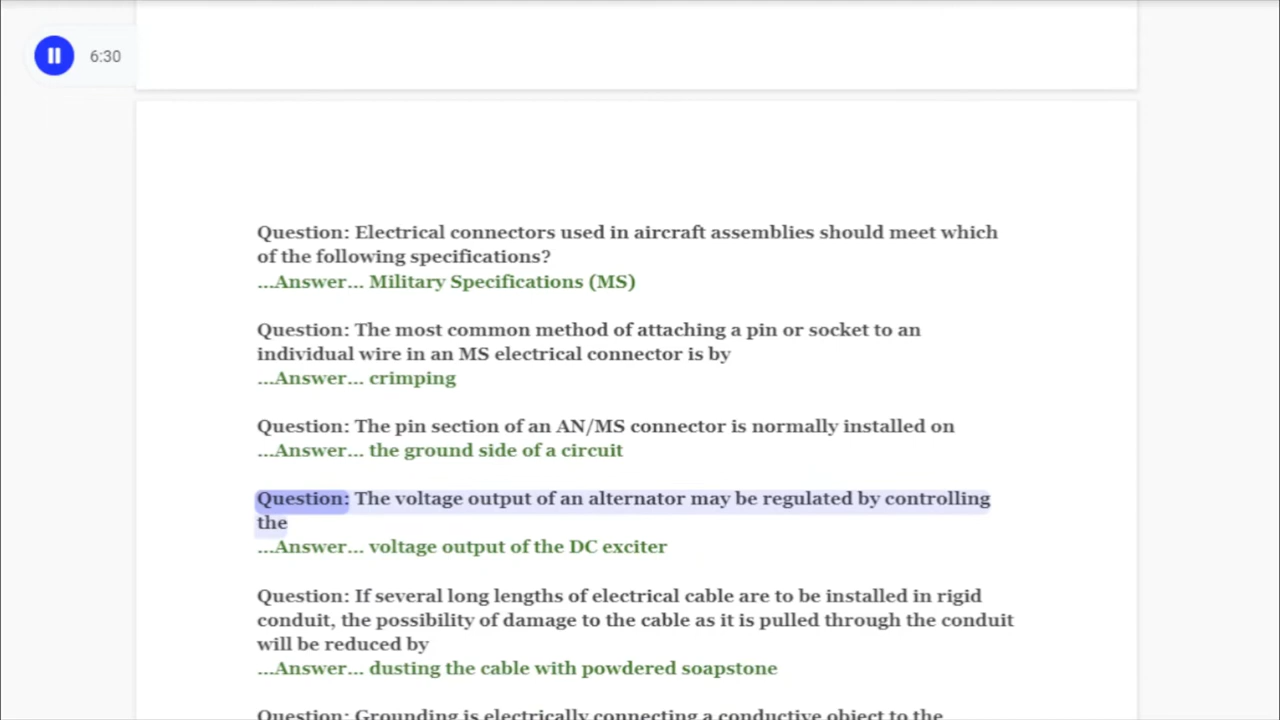 6:30
Question: Electrical connectors used in aircraft assemblies should meet which
of the following specifications?
...Answer... Military Specifications (MS)
Question: The most common method of attaching a pin or socket to an
individual wire in an MS electrical connector is by
...Answer... crimping
Question: The pin section of an AN/MS connector is normally installed on
...Answer... the ground side of a circuit
Question: The voltage output of an alternator may be regulated by controlling
the
...Answer... voltage output of the DC exciter
Question: If several long lengths of electrical cable are to be installed in rigid
conduit, the possibility of damage to the cable as it is pulled through the conduit
will be reduced by
...Answer... dusting the cable with powdered soapstone
Question: Grounding is electrically connecting a conductive object to the